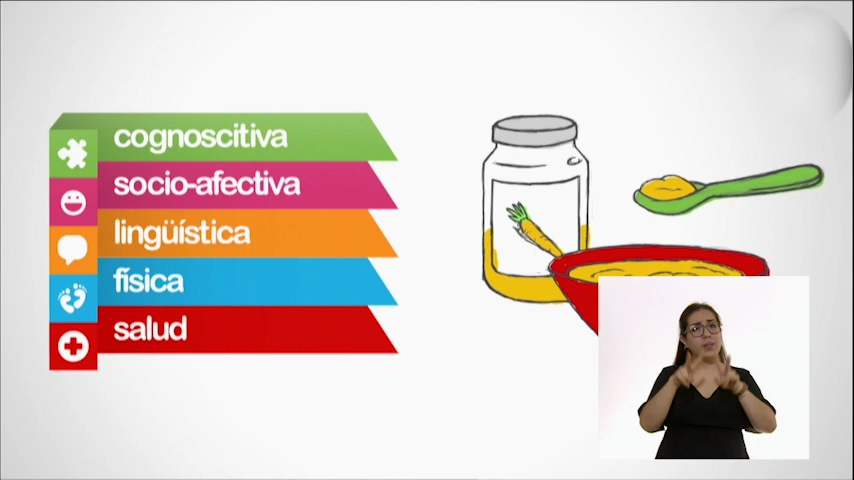 cognoscitiva
socio-afectiva
lingüística
física
salud